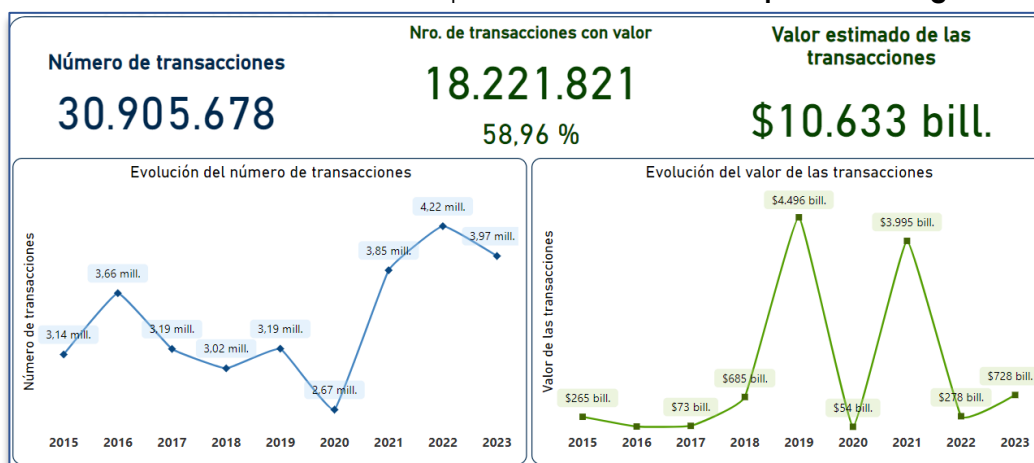 Número de transacciones
30.905.678
Nro. de transacciones con valor
18.221.821
58,96 %
Valor estimado de las
transacciones
$10.633 bill.
Evolución del número de transacciones
Número de transacciones
3,14 mill.
3,66 mill.
3,19 mill.
3,02 mill.
3,19 mill.
2,67 mill.
3,85 mill.
4,22 mill.
3,97 mill.
2015 2016 2017 2018 2019 2020 2021 2022 2023
Evolución del valor de las transacciones
Valor de las transacciones
$265 bill.
$73 bill.
$685 bill.
$4.496 bill.
$54 bill.
$3.995 bill.
$278 bill.
$728 bill.
2015 2016 2017 2018 2019 2020 2021 2022 2023